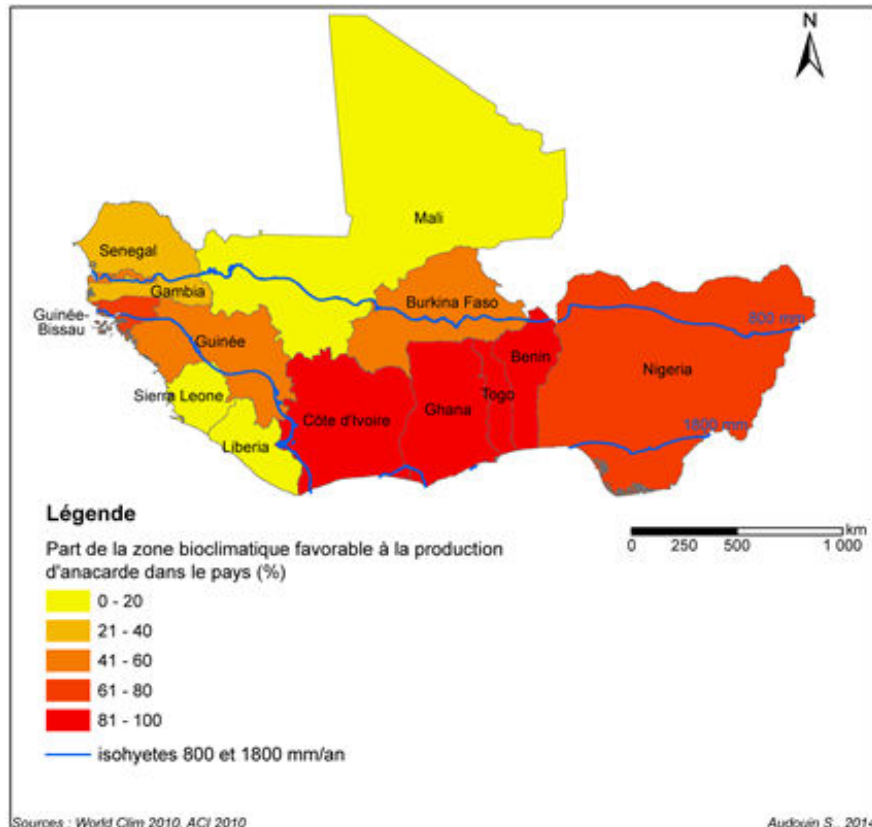 N
Mali
Senegal
Gambia
Burkina Faso
Guinée-
Bissau
Guinée
800 mm
Benin
Nigeria
Sierra Leone
Togo
Ghana
Côte d'Ivoire
1800 mm
Liberia
Légende
km
0 250 500 1 000
Part de la zone bioclimatique favorable à la production
d'anacarde dans le pays (%)
0 - 20
21 - 40
41 - 60
61 - 80
81 - 100
isohyetes 800 et 1800 mm/an
Sources : World Clim 2010, ACI 2010
Audouin S., 2014